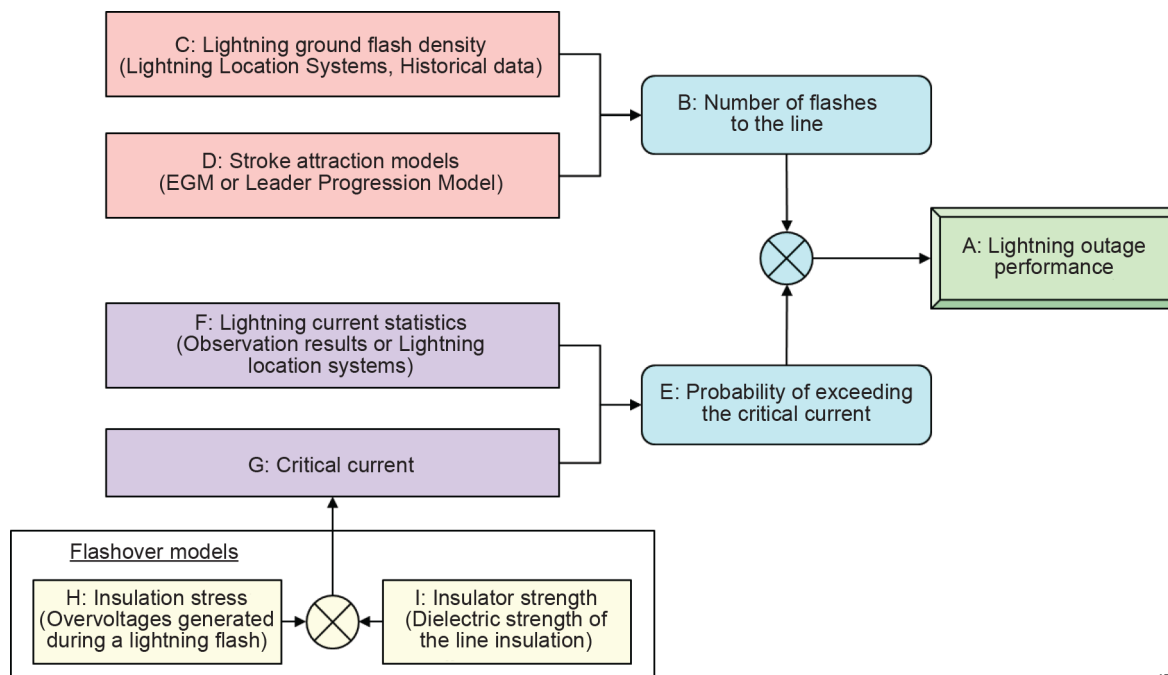 C: Lightning ground flash density
(Lightning Location Systems, Historical data)
D: Stroke attraction models
(EGM or Leader Progression Model)
B: Number of flashes
to the line
A: Lightning outage
performance
F: Lightning current statistics
(Observation results or Lightning
location systems)
E: Probability of exceeding
the critical current
G: Critical current
Flashover models
H: Insulation stress
(Overvoltages generated
during a lightning flash)
I: Insulator strength
(Dielectric strength of
the line insulation)